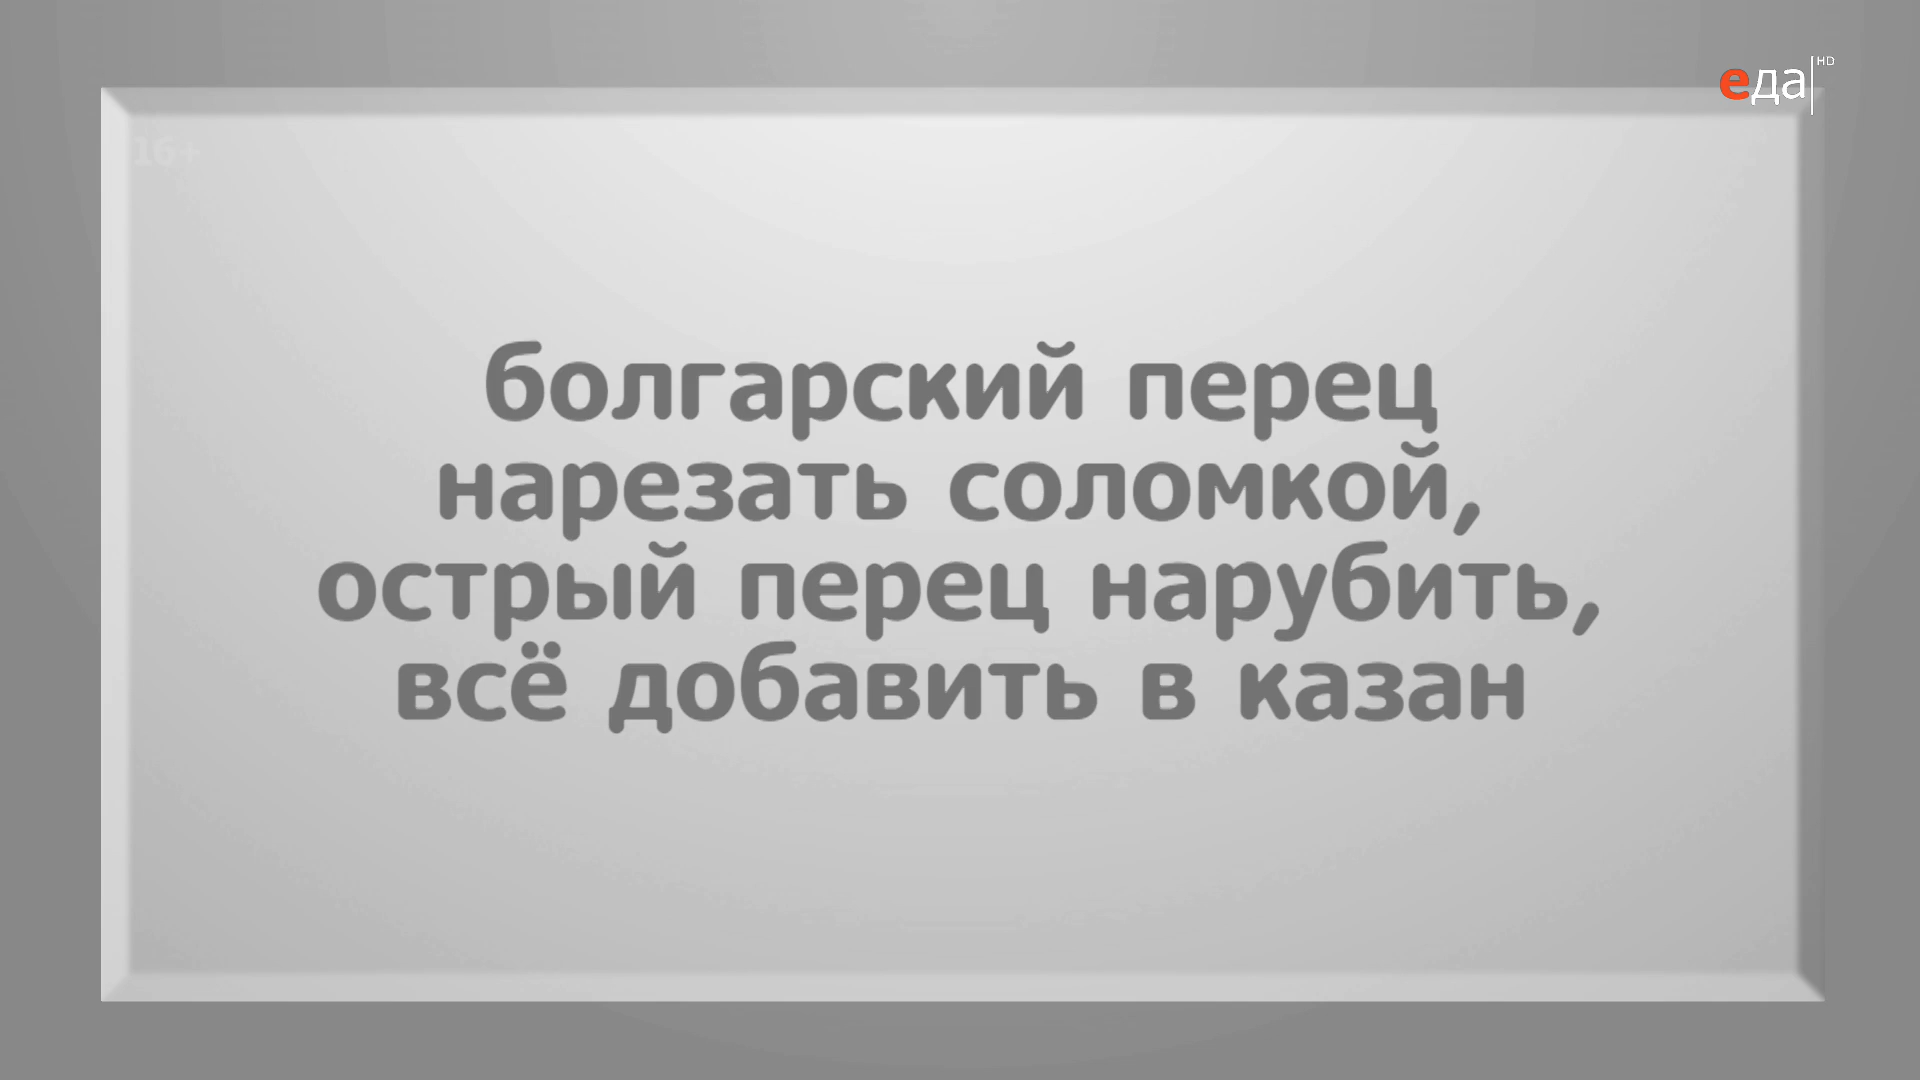 еда HD
16+
болгарский перец
нарезать соломкой,
острый перец нарубить,
всё добавить в казан